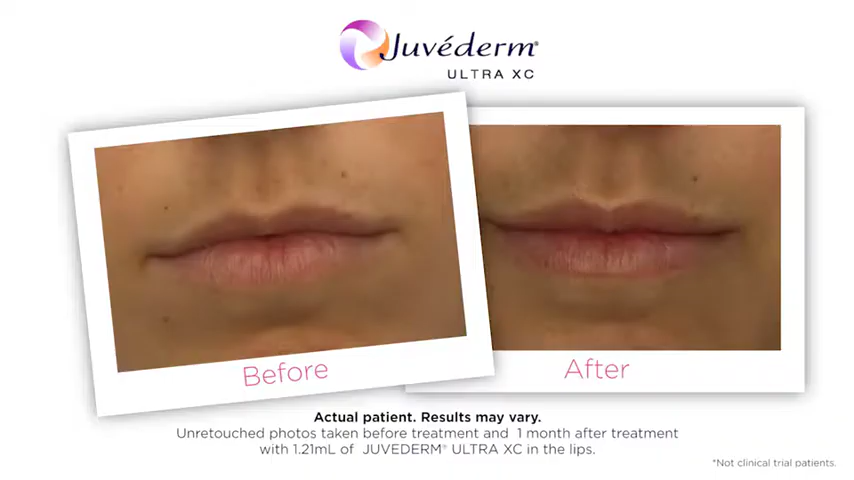 Juvéderm®
ULTRA XC
Before
After
Actual patient. Results may vary.
Unretouched photos taken before treatment and 1 month after treatment
with 1.21mL of JUVEDERM® ULTRA XC in the lips.
*Not clinical trial patients.